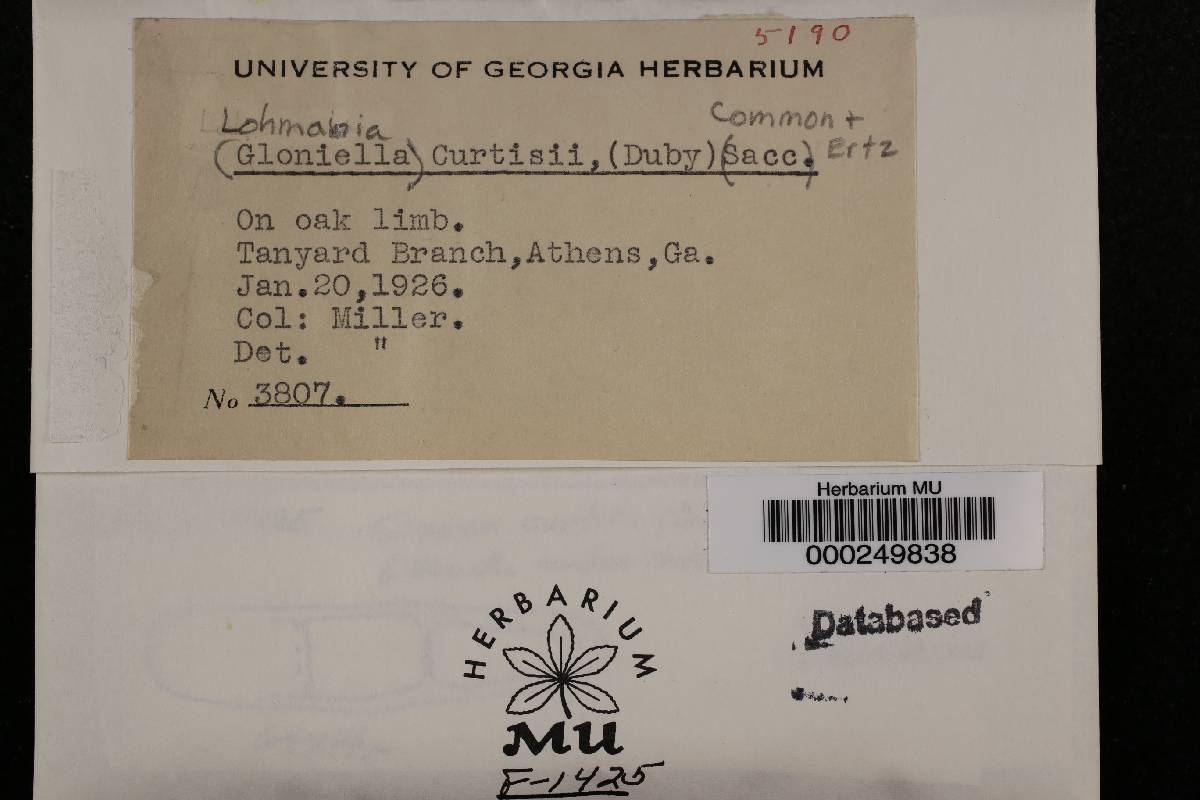 5190
UNIVERSITY OF GEORGIA HERBARIUM
Lohmania Common +
(Gloniella) Curtisii, (Duby) (Sacc.) Ertz
On oak limb.
Tanyard Branch, Athens, Ga.
Jan. 20, 1926.
Col: Miller.
Det. "
No 3807.
Herbarium MU
000249838
Databased
HERBARIUM
MU
F-1425